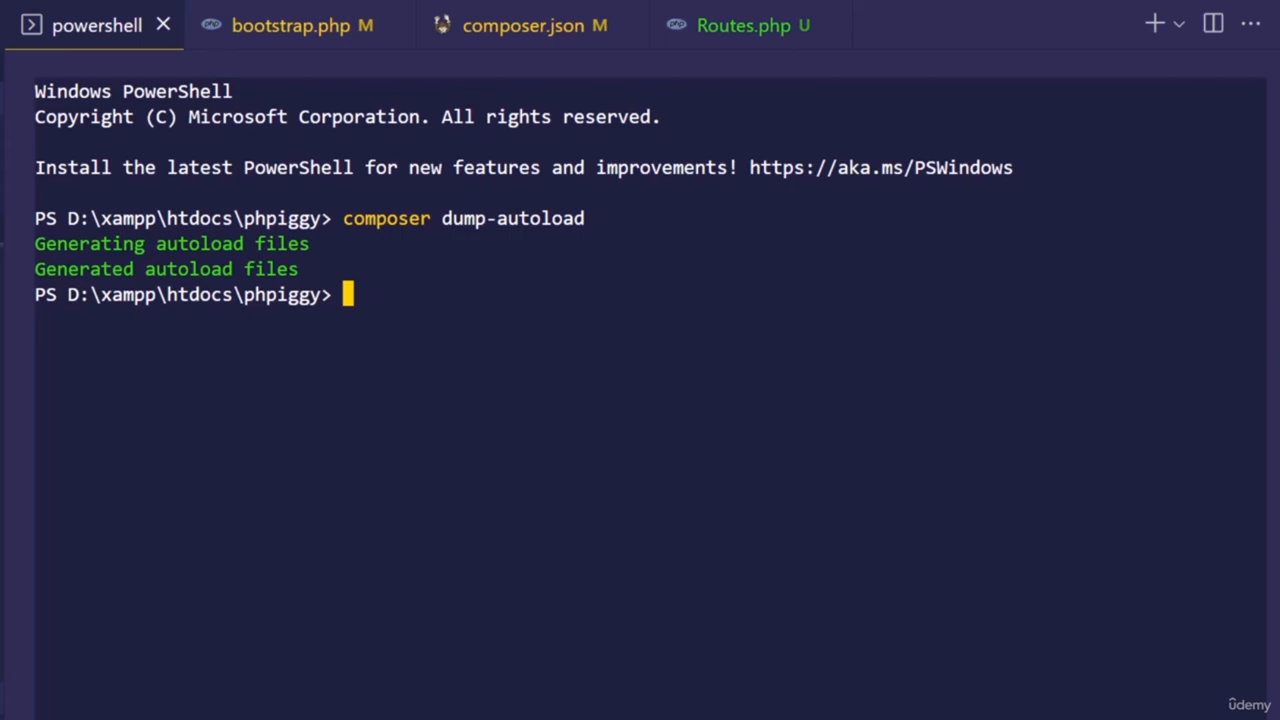 powershell
bootstrap.php M
composer.json M
Routes.php U
Windows PowerShell
Copyright (C) Microsoft Corporation. All rights reserved.
Install the latest PowerShell for new features and improvements! https://aka.ms/PSWindows
PS D:\xampp\htdocs\phpiggy> composer dump-autoload
Generating autoload files
Generated autoload files
PS D:\xampp\htdocs\phpiggy>
ûdemy